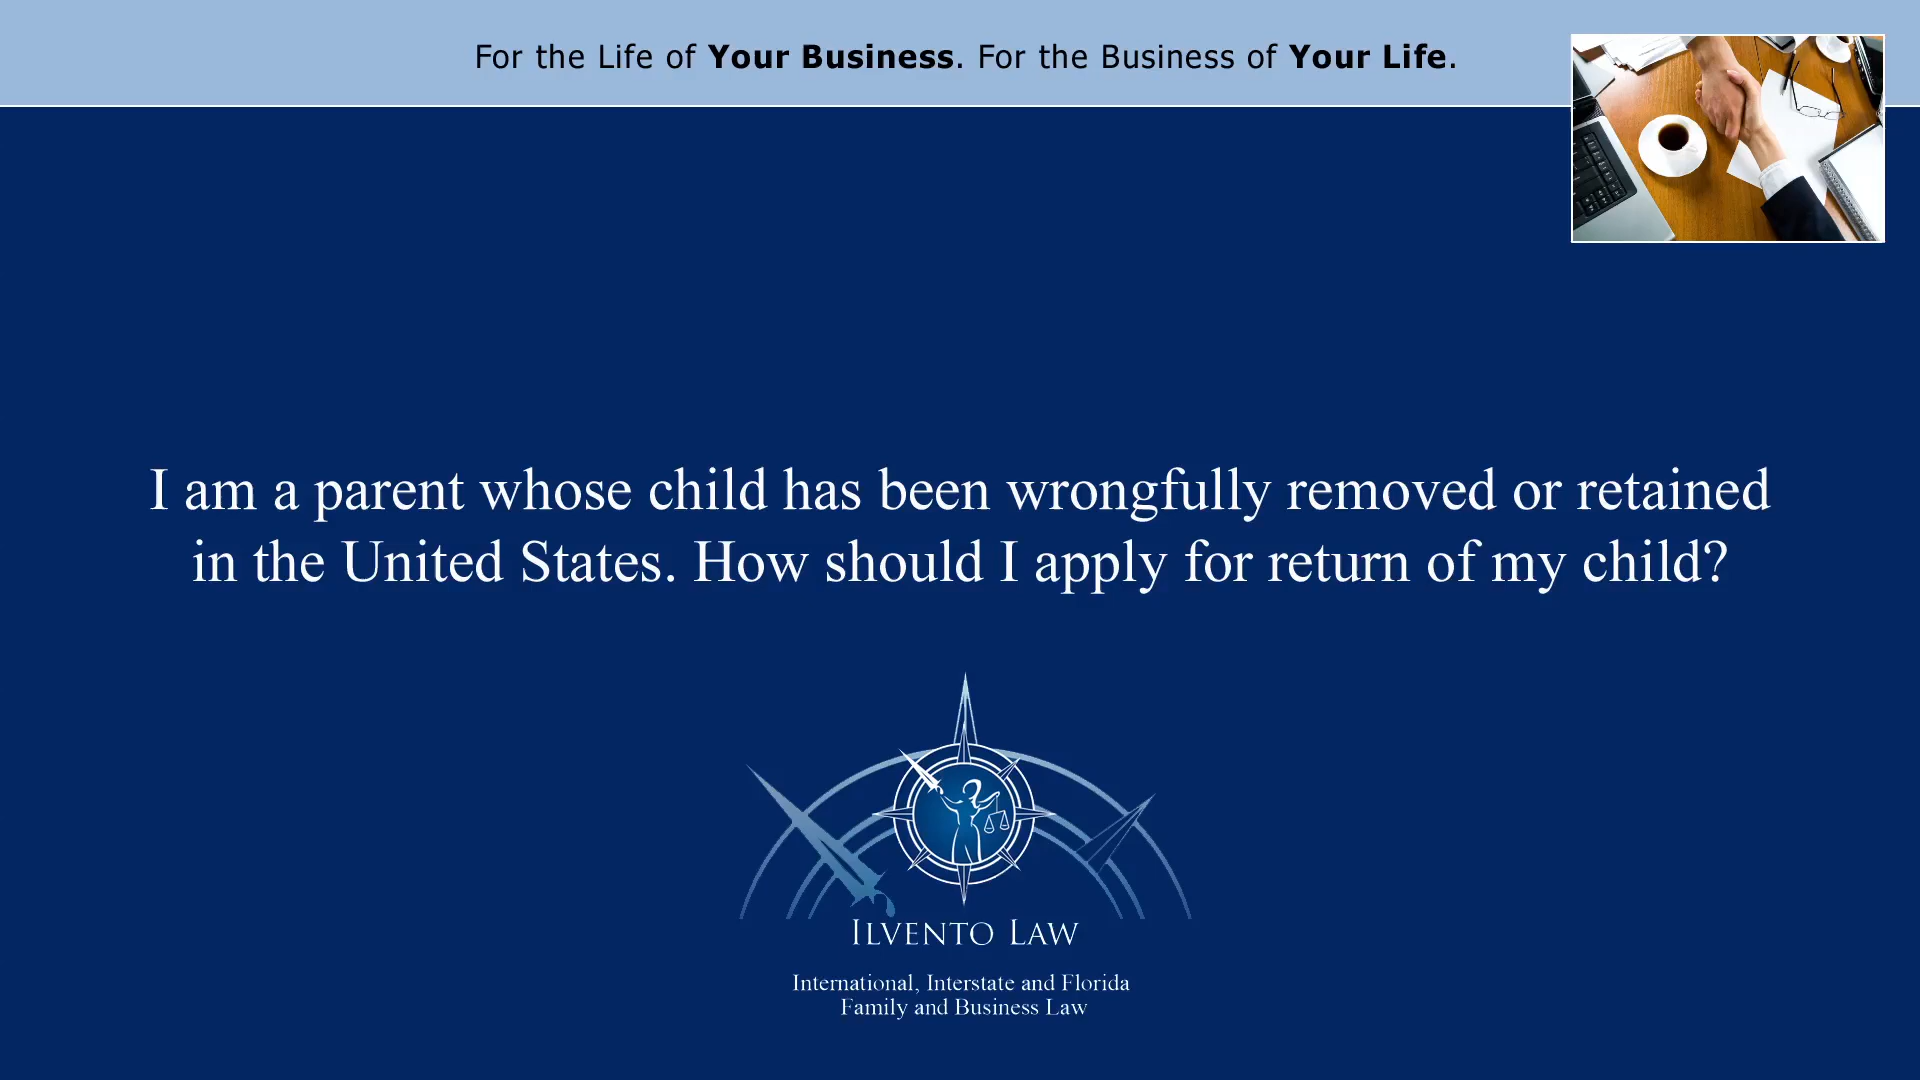 For the Life of Your Business. For the Business of Your Life.
I am a parent whose child has been wrongfully removed or retained
in the United States. How should I apply for return of my child?
ILVENTO LAW
International, Interstate and Florida
Family and Business Law